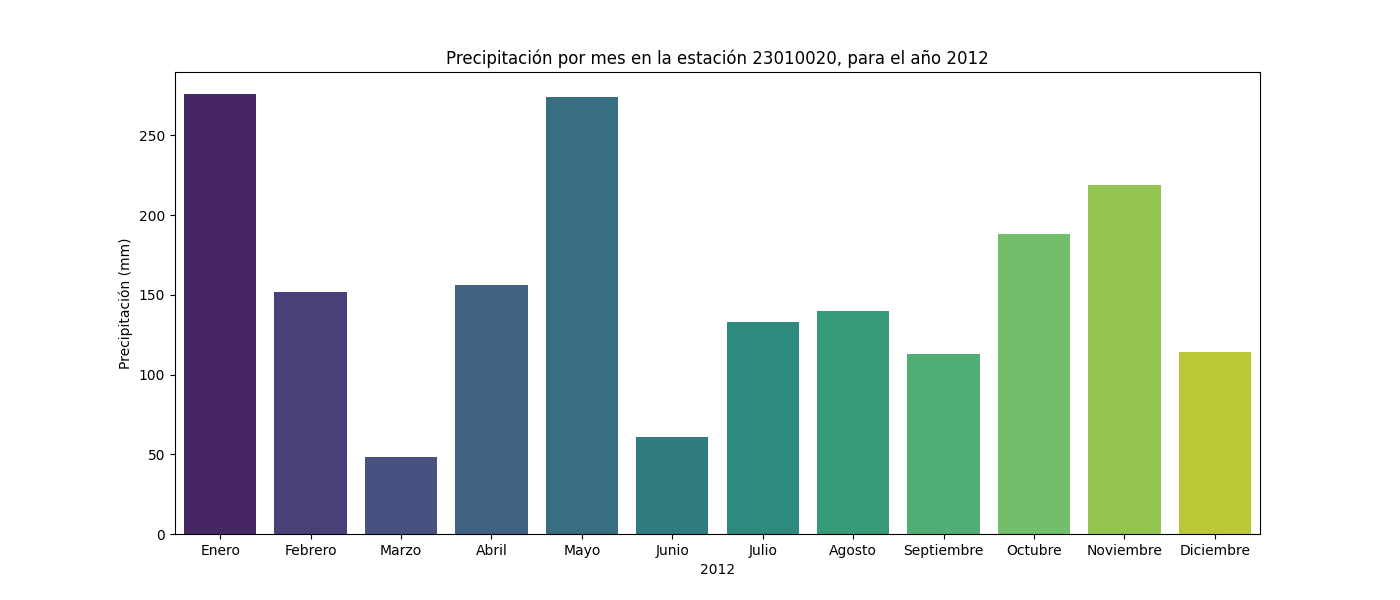 Precipitación por mes en la estación 23010020, para el año 2012
Precipitación (mm)
250
200
150
100
50
0
Enero Febrero Marzo Abril Mayo Junio Julio Agosto Septiembre Octubre Noviembre Diciembre
2012